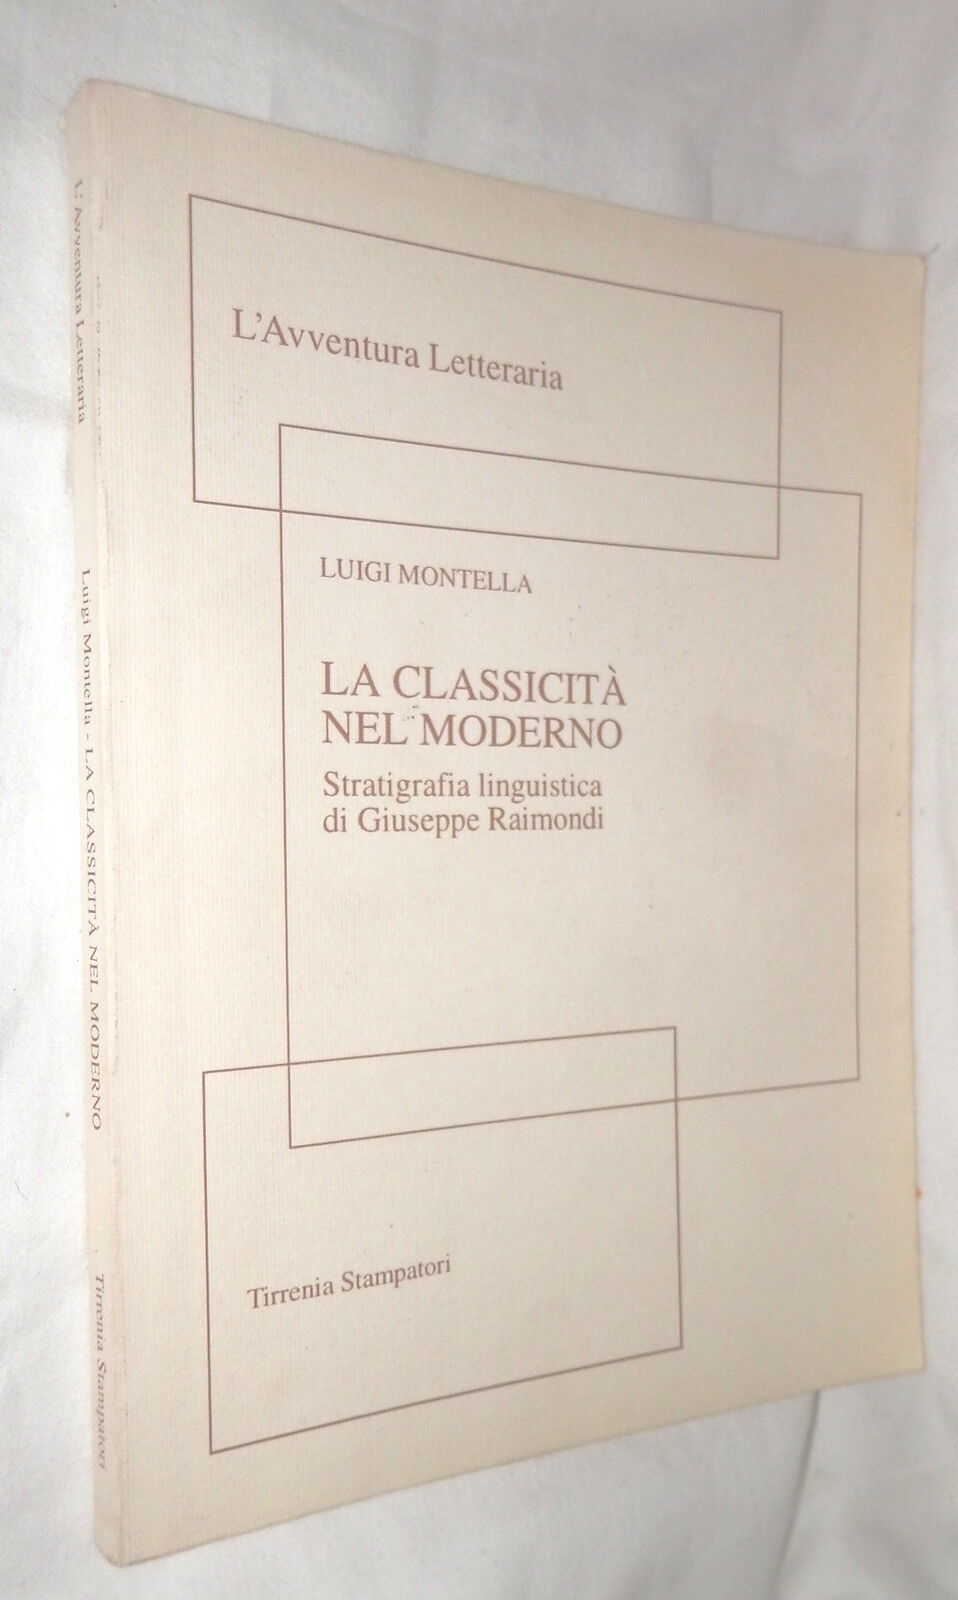 L'Avventura Letteraria
LUIGI MONTELLA
LA CLASSICITÀ
NEL MODERNO
Stratigrafia linguistica
di Giuseppe Raimondi
Tirrenia Stampatori
L'Avventura Letteraria
Luigi Montella - LA CLASSICITÀ NEL MODERNO
Tirrenia Stampatori